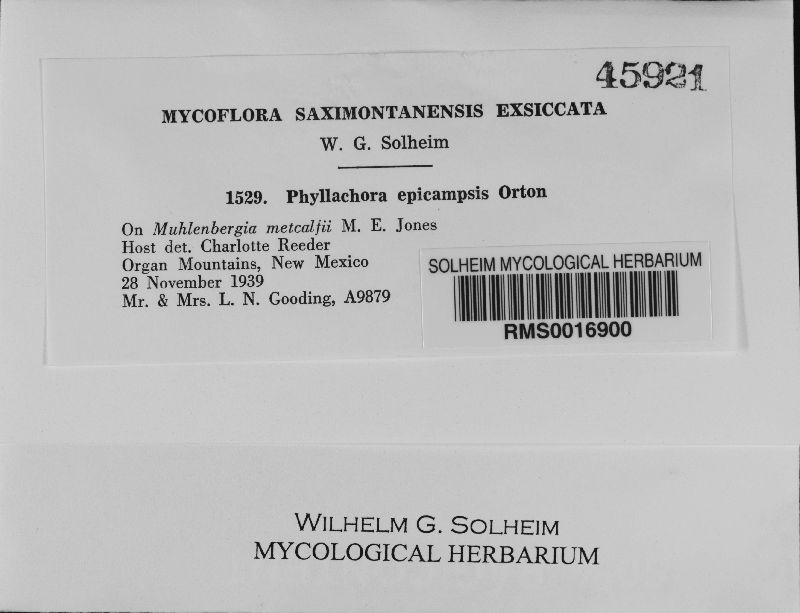 45921
MYCOFLORA SAXIMONTANENSIS EXSICCATA
W. G. Solheim
1529. Phyllachora epicampsis Orton
On Muhlenbergia metcalfii M. E. Jones
Host det. Charlotte Reeder
Organ Mountains, New Mexico
28 November 1939
Mr. & Mrs. L. N. Gooding, A9879
SOLHEIM MYCOLOGICAL HERBARIUM
RMS0016900
WILHELM G. SOLHEIM
MYCOLOGICAL HERBARIUM